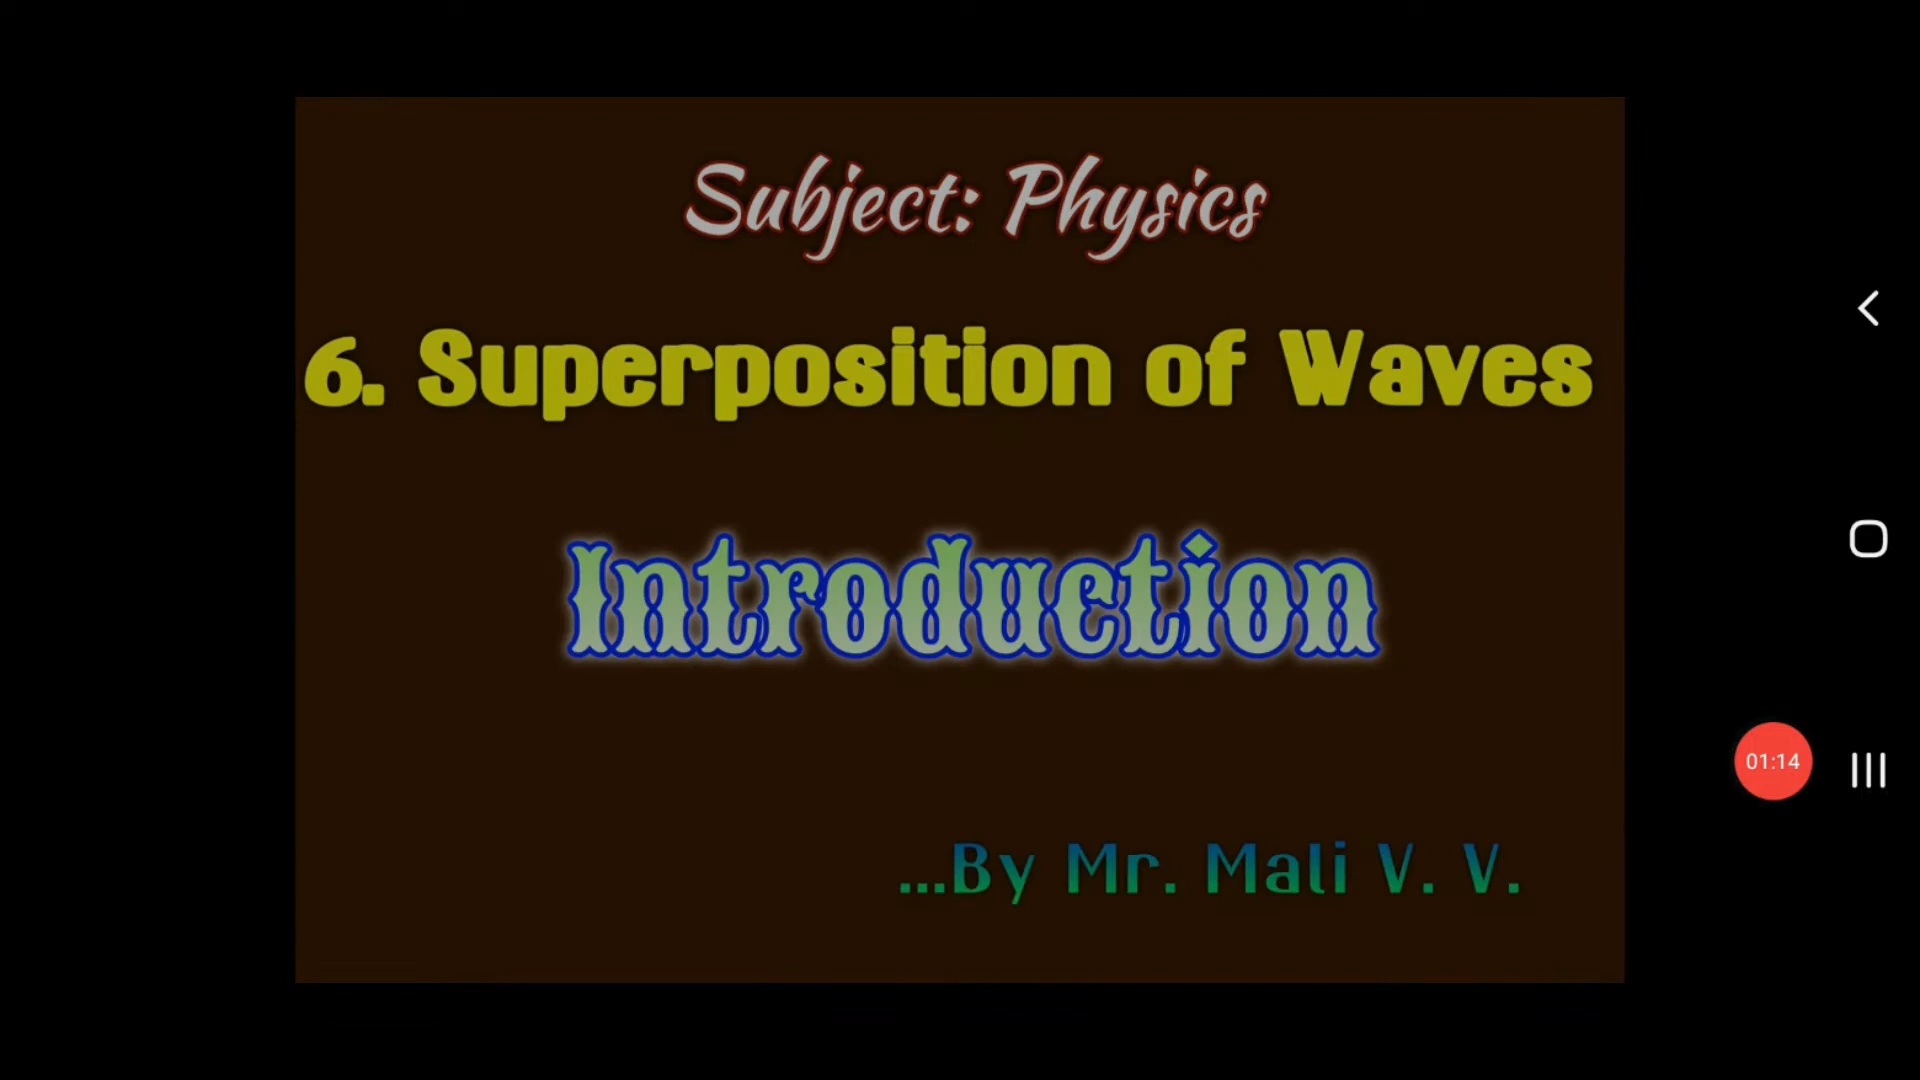 Subject: Physics
6. Superposition of Waves
Introduction
01:14
...By Mr. Mali V. V.